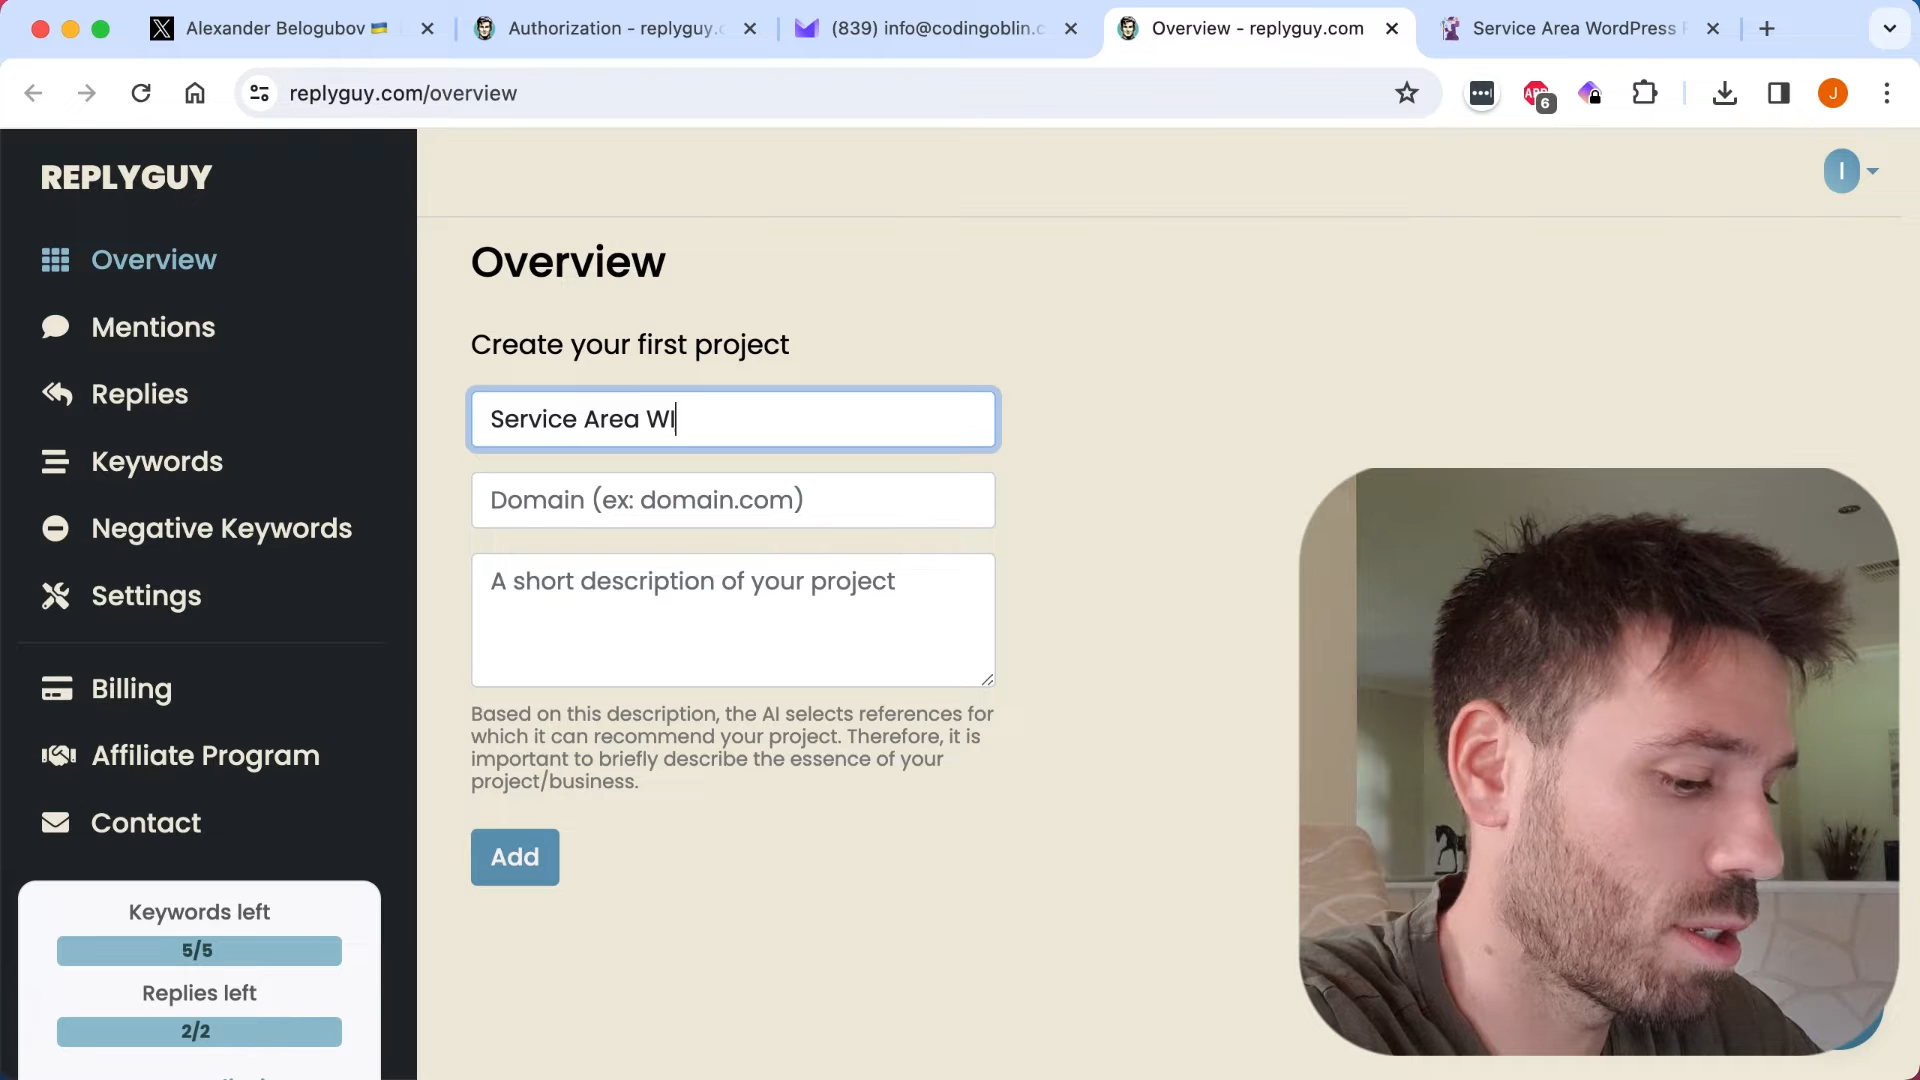 Alexander Belogubov
Authorization - replyguy.c
(839) info@codingoblin.c
Overview - replyguy.com
Service Area WordPress
replyguy.com/overview
6
J
REPLYGUY
I
Overview
Mentions
Replies
Keywords
Negative Keywords
Settings
Billing
Affiliate Program
Contact
Keywords left
5/5
Replies left
2/2
Overview
Create your first project
Service Area WI
Domain (ex: domain.com)
A short description of your project
Based on this description, the AI selects references for
which it can recommend your project. Therefore, it is
important to briefly describe the essence of your
project/business.
Add